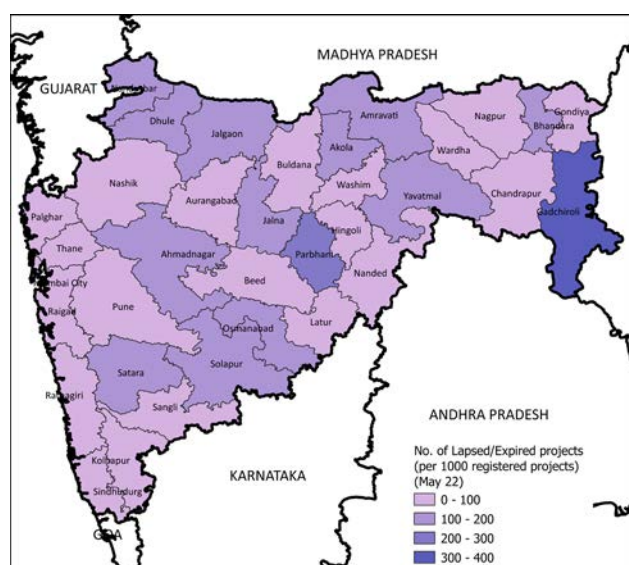 MADHYA PRADESH
GUJARAT
Dhule
Jalgaon
Amravati
Nagpur
Gondiya
Bhandara
Buldana
Akola
Wardha
Nashik
Aurangabad
Washim
Yavatmal
Chandrapur
Palghar
Jalna
Hingoli
Gadchiroli
Thane
Ahmadnagar
Parbhani
Nanded
Beed
City
Raigad
Pune
Latur
Osmanabad
Satara
Solapur
Ratnagiri
Sangli
Kolhapur
Sindhudurg
GOA
KARNATAKA
ANDHRA PRADESH
No. of Lapsed/Expired projects
(per 1000 registered projects)
(May 22)
0 - 100
100 - 200
200 - 300
300 - 400